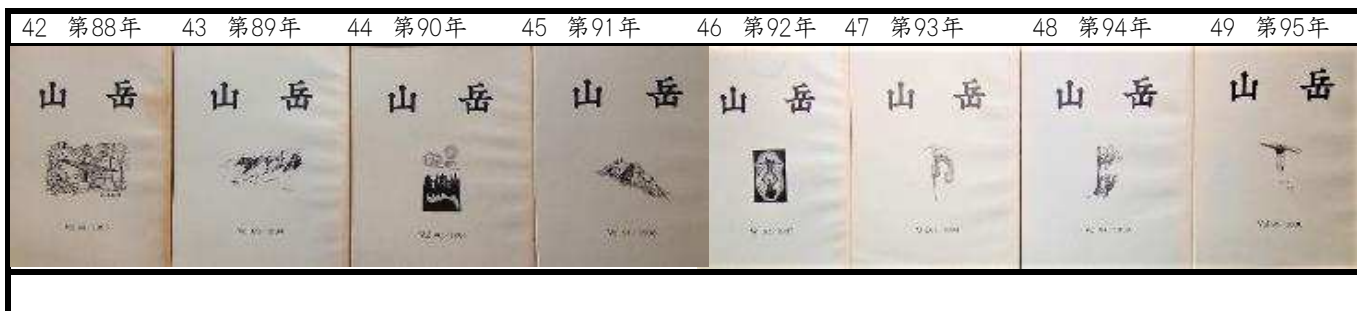 42 第88年 43 第89年 44 第90年 45 第91年 46 第92年 47 第93年 48 第94年 49 第95年
山岳 山岳 山岳 山岳 山岳 山岳 山岳 山岳